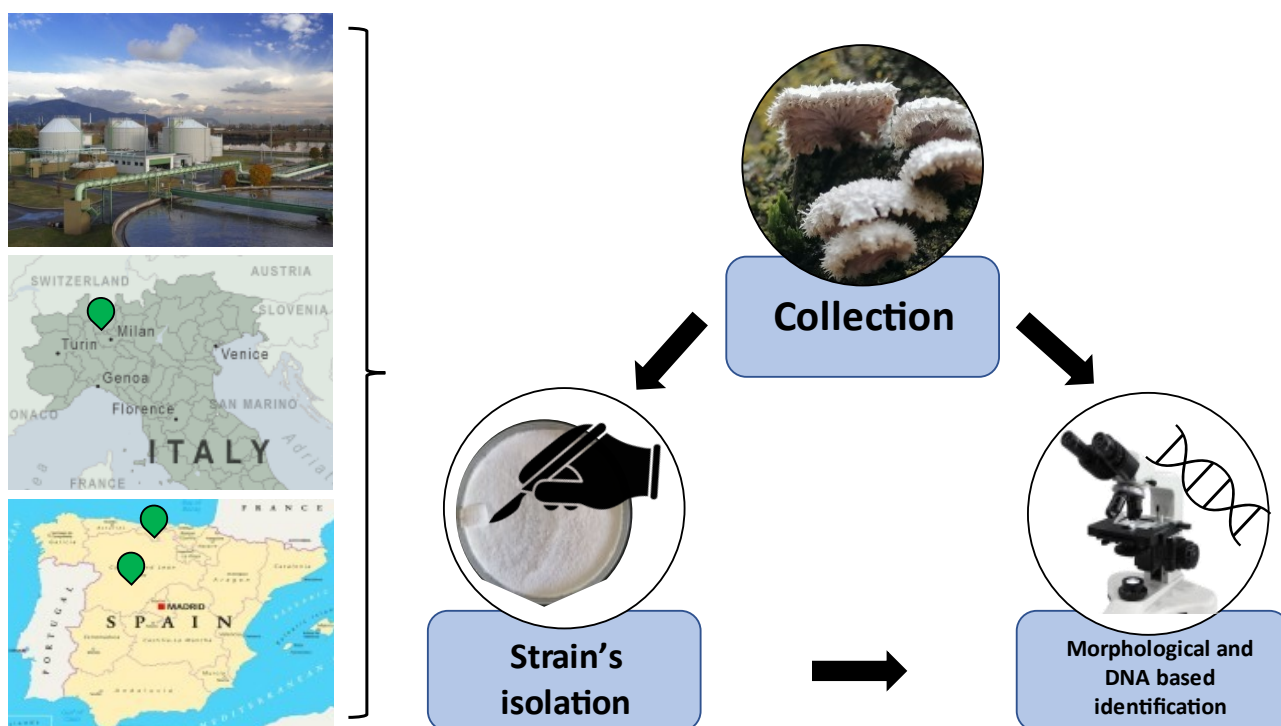 SWITZERLAND
AUSTRIA
SLOVENIA
Milan
Turin
Venice
Genoa
ONACO
Florence
SAN MARINO
ITALY
Adriat
FRANCE
FRANCE
PORTUGAL
MADRID
SPAIN
Collection
Strain's
isolation
Morphological and
DNA based
identification